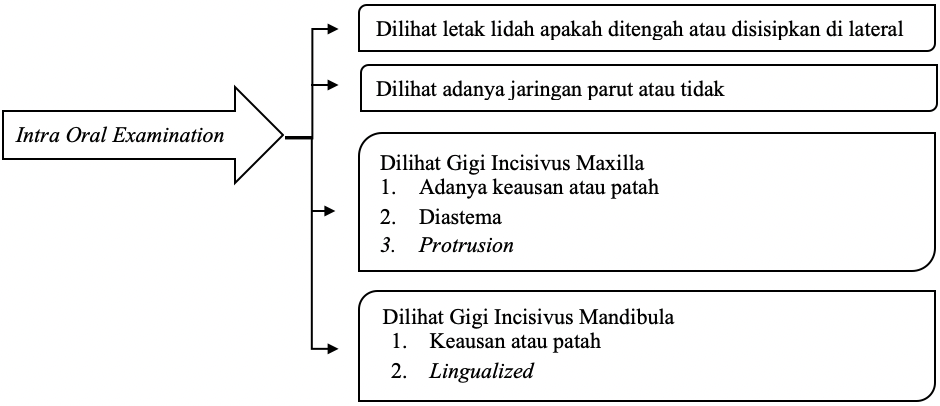 Intra Oral Examination
Dilihat letak lidah apakah ditengah atau disisipkan di lateral
Dilihat adanya jaringan parut atau tidak
Dilihat Gigi Incisivus Maxilla
1. Adanya keausan atau patah
2. Diastema
3. Protrusion
Dilihat Gigi Incisivus Mandibula
1. Keausan atau patah
2. Lingualized